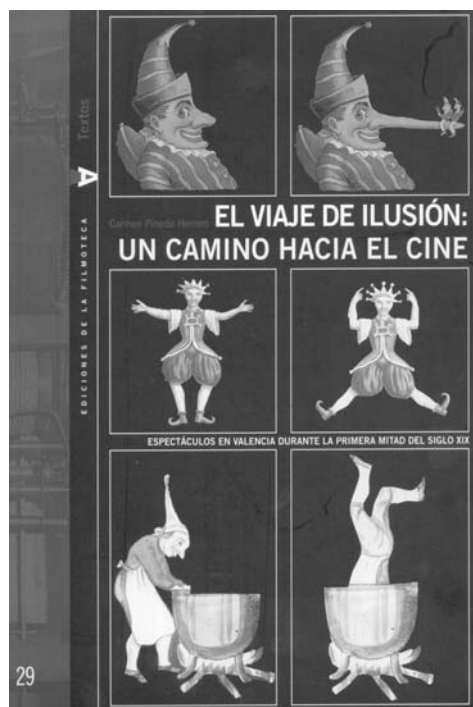 Textos
A
EDICIONES DE LA FILMOTECA
Carmen Pinedo Herrero
EL VIAJE DE ILUSIÓN:
UN CAMINO HACIA EL CINE
ESPECTÁCULOS EN VALENCIA DURANTE LA PRIMERA MITAD DEL SIGLO XIX
29